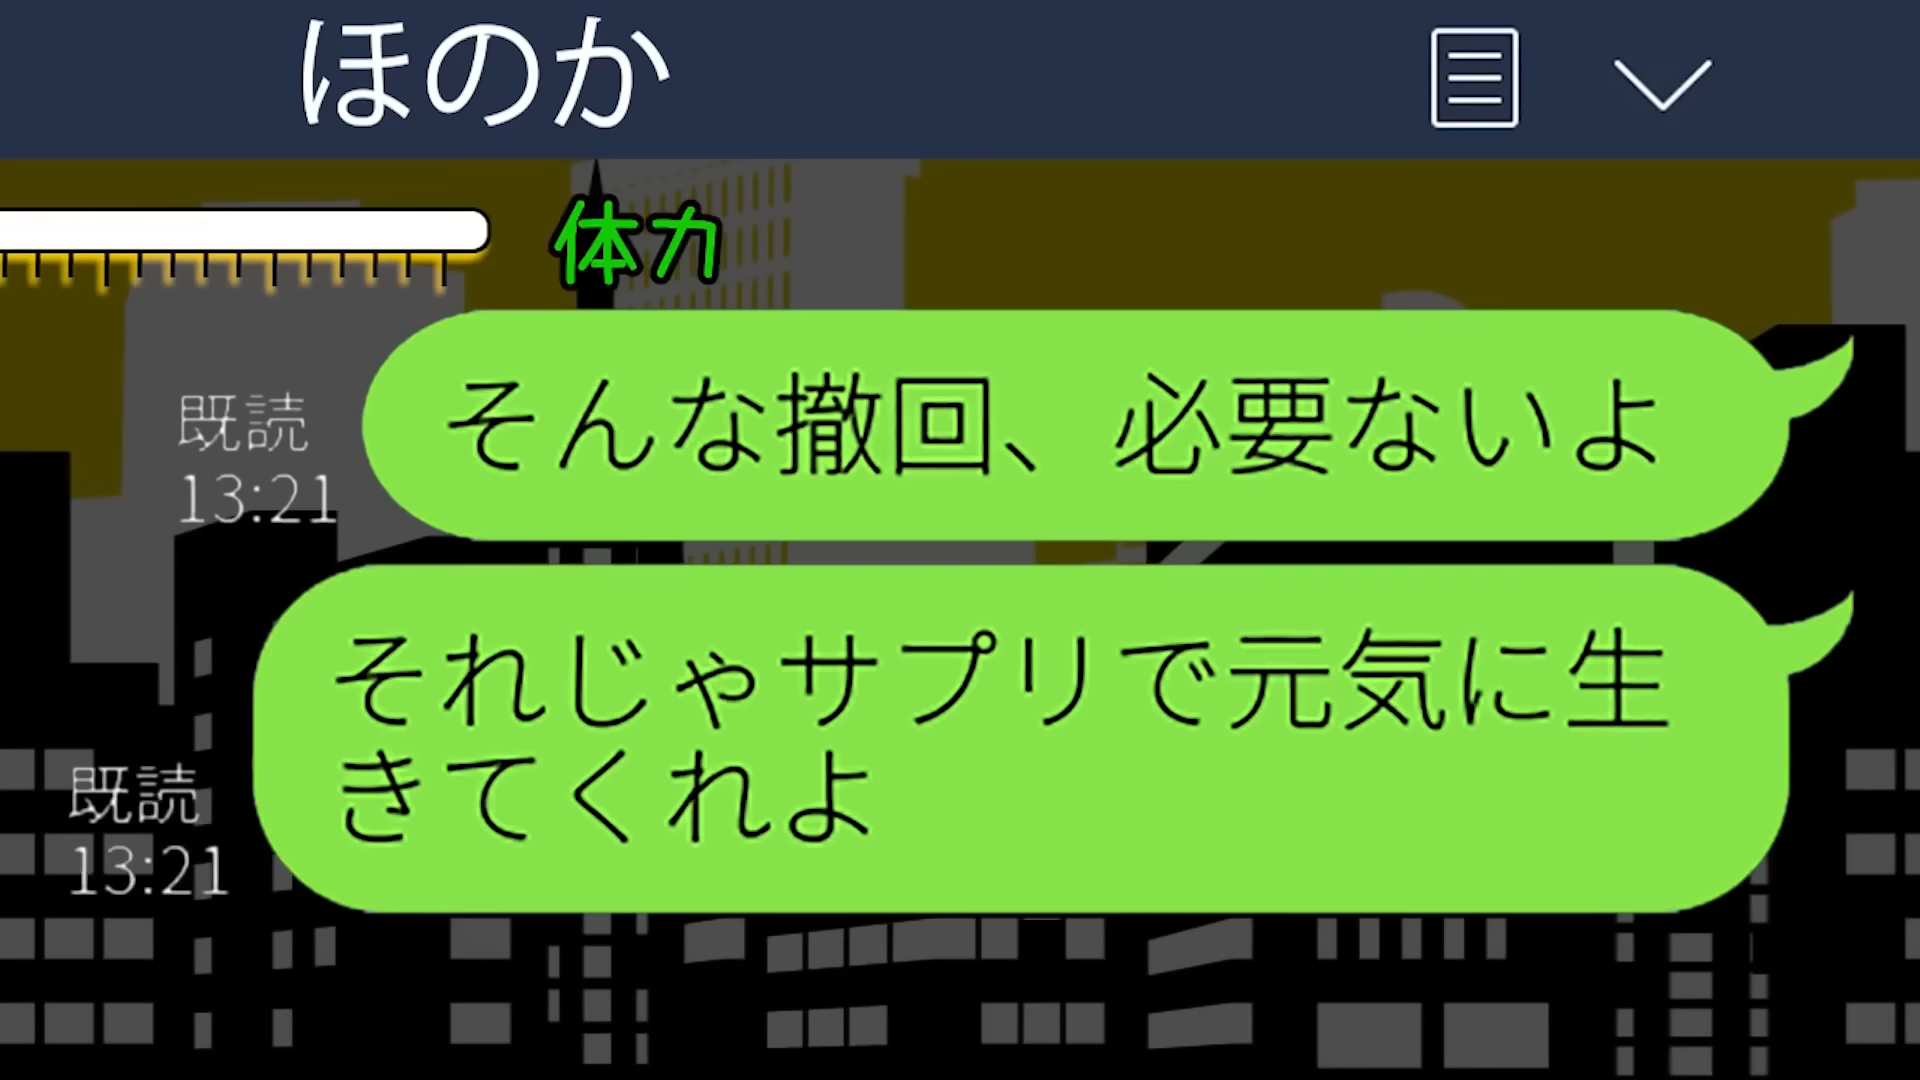 ほのか
体力
そんな撤回、必要ないよ
既読
13:21
それじゃサプリで元気に生
きてくれよ
既読
13:21